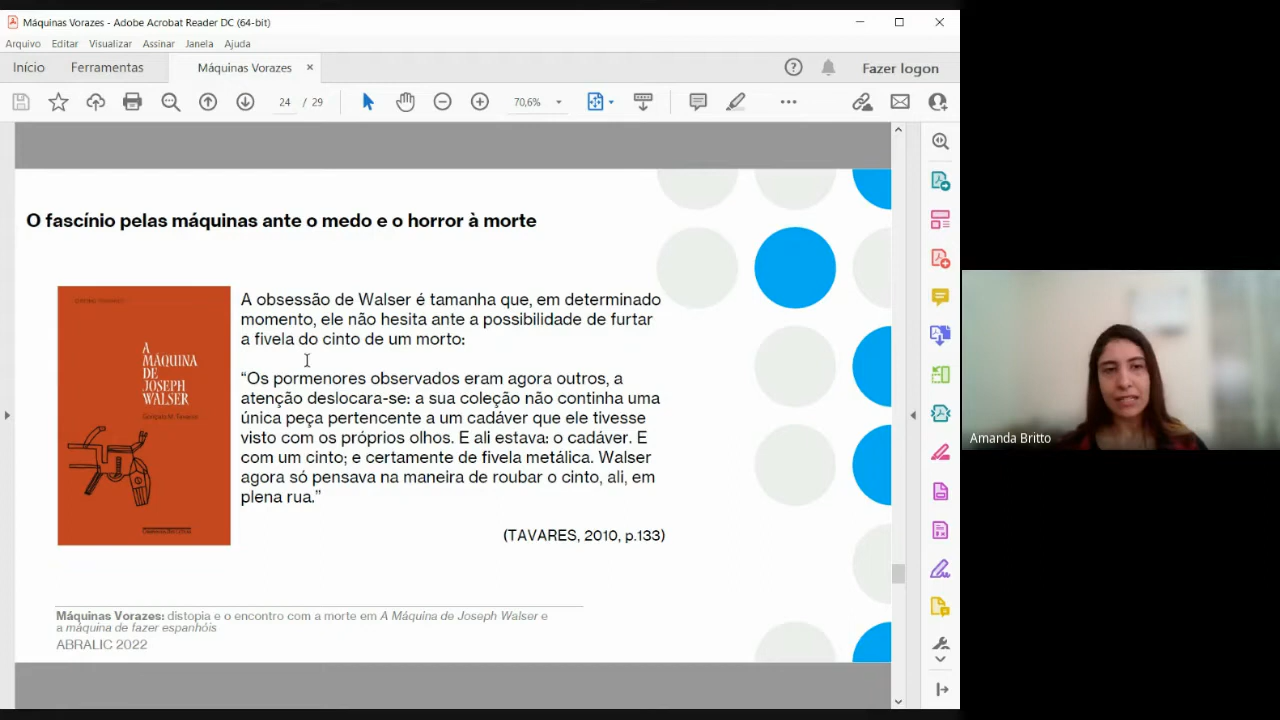 Máquinas Vorazes - Adobe Acrobat Reader DC (64-bit)
Arquivo Editar Visualizar Assinar Janela Ajuda
Início Ferramentas Máquinas Vorazes × Fazer logon
24 / 29 70,6%
O fascínio pelas máquinas ante o medo e o horror à morte
A
MÁQUINA
DE
JOSEPH
WALSER
Gonçalo M. Tavares
A obsessão de Walser é tamanha que, em determinado
momento, ele não hesita ante a possibilidade de furtar
a fivela do cinto de um morto:
“Os pormenores observados eram agora outros, a
atenção deslocara-se: a sua coleção não continha uma
única peça pertencente a um cadáver que ele tivesse
visto com os próprios olhos. E ali estava: o cadáver. E
com um cinto; e certamente de fivela metálica. Walser
agora só pensava na maneira de roubar o cinto, ali, em
plena rua.”
(TAVARES, 2010, p.133)
Máquinas Vorazes: distopia e o encontro com a morte em A Máquina de Joseph Walser e
a máquina de fazer espanhóis
ABRALIC 2022
Amanda Britto